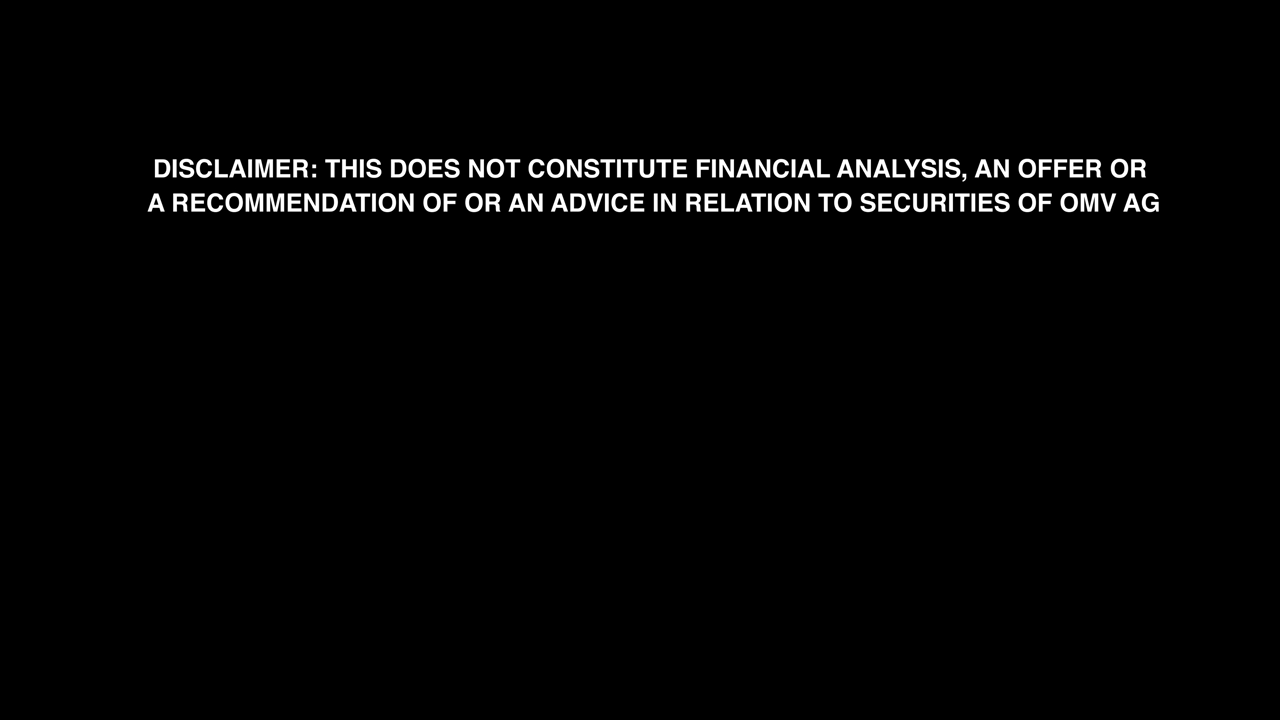 DISCLAIMER: THIS DOES NOT CONSTITUTE FINANCIAL ANALYSIS, AN OFFER OR
A RECOMMENDATION OF OR AN ADVICE IN RELATION TO SECURITIES OF OMV AG